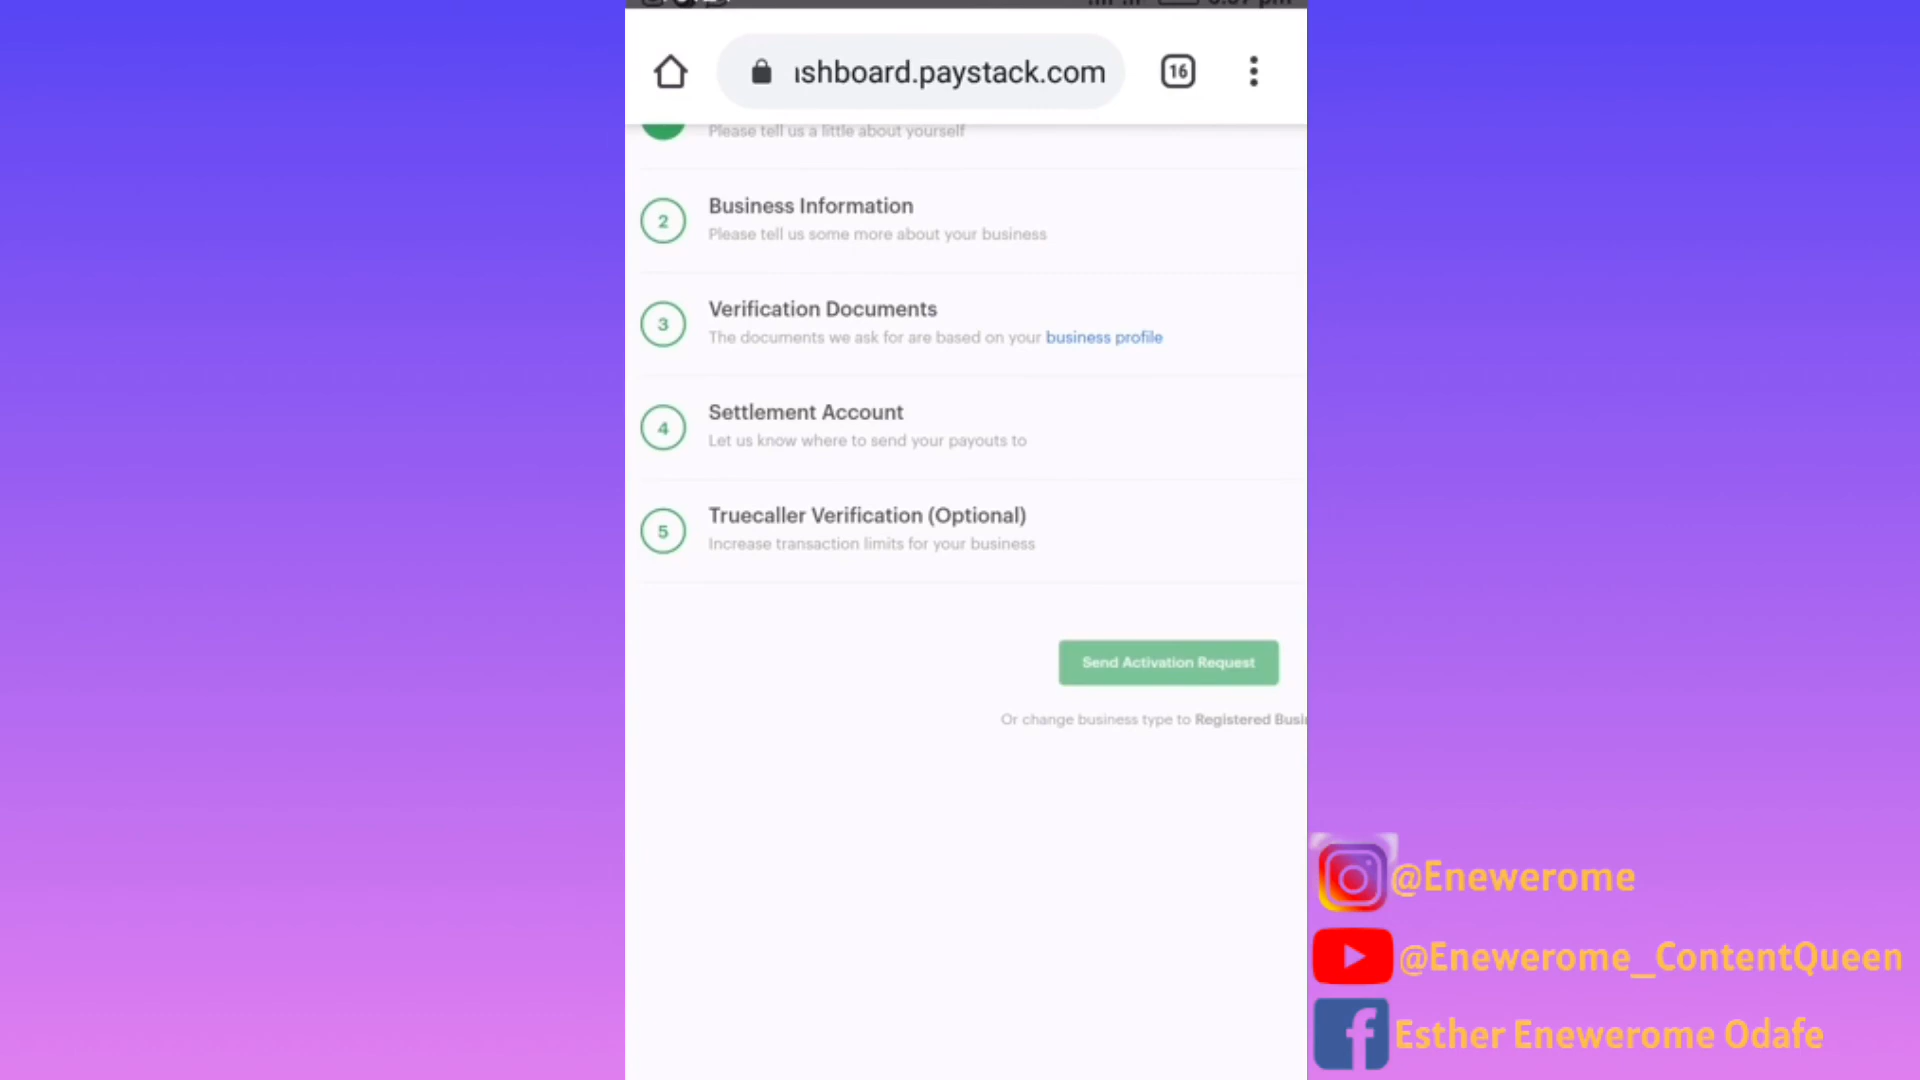 ashboard.paystack.com
16
Please tell us a little about yourself
2
Business Information
Please tell us some more about your business
3
Verification Documents
The documents we ask for are based on your business profile
4
Settlement Account
Let us know where to send your payouts to
5
Truecaller Verification (Optional)
Increase transaction limits for your business
Send Activation Request
Or change business type to Registered Busi
@Enewerome
@Enewerome_ContentQueen
Esther Enewerome Odafe